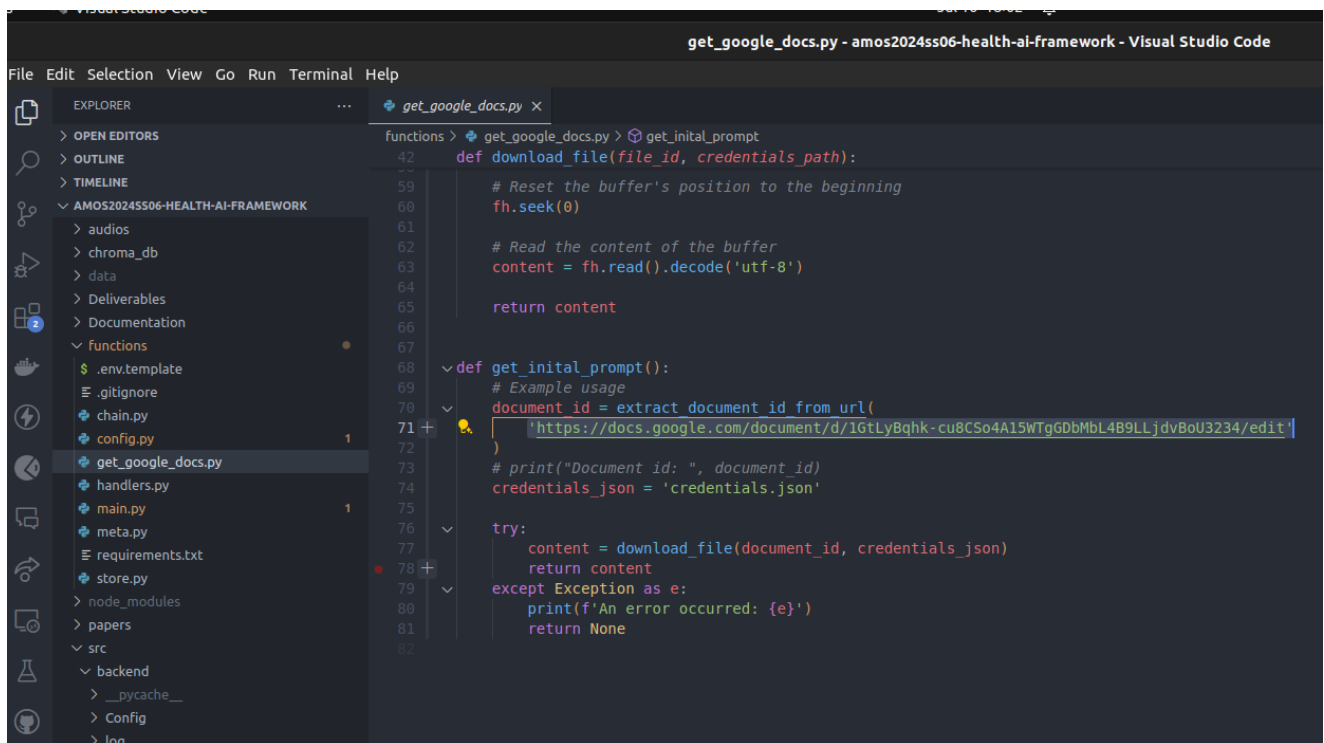 get_google_docs.py - amos2024ss06-health-ai-framework - Visual Studio Code
File Edit Selection View Go Run Terminal Help
EXPLORER
OPEN EDITORS
OUTLINE
TIMELINE
AMOS2024SS06-HEALTH-AI-FRAMEWORK
audios
chroma_db
data
Deliverables
Documentation
functions
$ .env.template
.gitignore
chain.py
config.py 1
get_google_docs.py
handlers.py
main.py 1
meta.py
requirements.txt
store.py
node_modules
papers
src
backend
__pycache__
Config
log
2
get_google_docs.py
functions > get_google_docs.py > get_inital_prompt
42 def download_file(file_id, credentials_path):
59 # Reset the buffer's position to the beginning
60 fh.seek(0)
61
62 # Read the content of the buffer
63 content = fh.read().decode('utf-8')
64
65 return content
66
67
68 def get_inital_prompt():
69 # Example usage
70 document_id = extract_document_id_from_url(
71 'https://docs.google.com/document/d/1GtLyBqhk-cu8CSo4A15WTgGDbMbL4B9LLjdvBoU3234/edit'
72 )
73 # print("Document id: ", document_id)
74 credentials_json = 'credentials.json'
75
76 try:
77 content = download_file(document_id, credentials_json)
78 return content
79 except Exception as e:
80 print(f'An error occurred: {e}')
81 return None
82